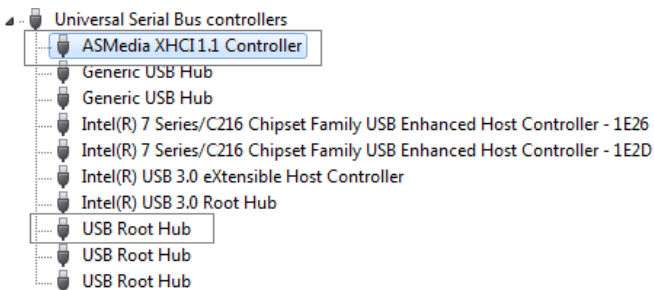 Universal Serial Bus controllers
ASMedia XHCI 1.1 Controller
Generic USB Hub
Generic USB Hub
Intel(R) 7 Series/C216 Chipset Family USB Enhanced Host Controller - 1E26
Intel(R) 7 Series/C216 Chipset Family USB Enhanced Host Controller - 1E2D
Intel(R) USB 3.0 eXtensible Host Controller
Intel(R) USB 3.0 Root Hub
USB Root Hub
USB Root Hub
USB Root Hub